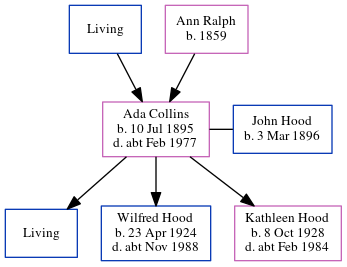 Living
Ann Ralph
b. 1859
Ada Collins
b. 10 Jul 1895
d. abt Feb 1977
John Hood
b. 3 Mar 1896
Living
Wilfred Hood
b. 23 Apr 1924
d. abt Nov 1988
Kathleen Hood
b. 8 Oct 1928
d. abt Feb 1984